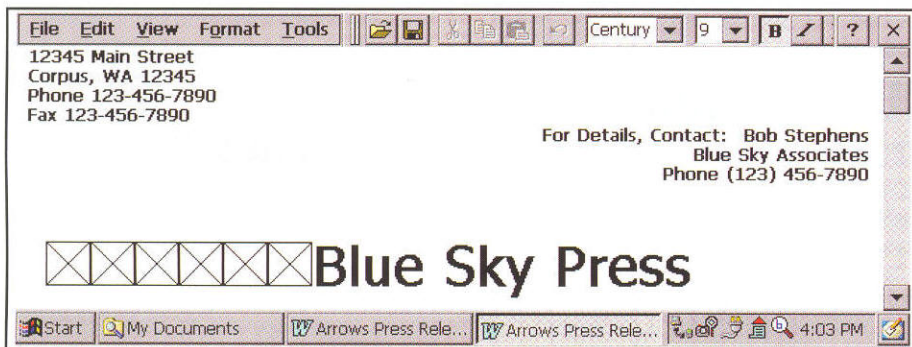 File Edit View Format Tools Century 9 B I ? X
12345 Main Street
Corpus, WA 12345
Phone 123-456-7890
Fax 123-456-7890
For Details, Contact: Bob Stephens
Blue Sky Associates
Phone (123) 456-7890
Blue Sky Press
Start My Documents Arrows Press Rele... Arrows Press Rele... 4:03 PM